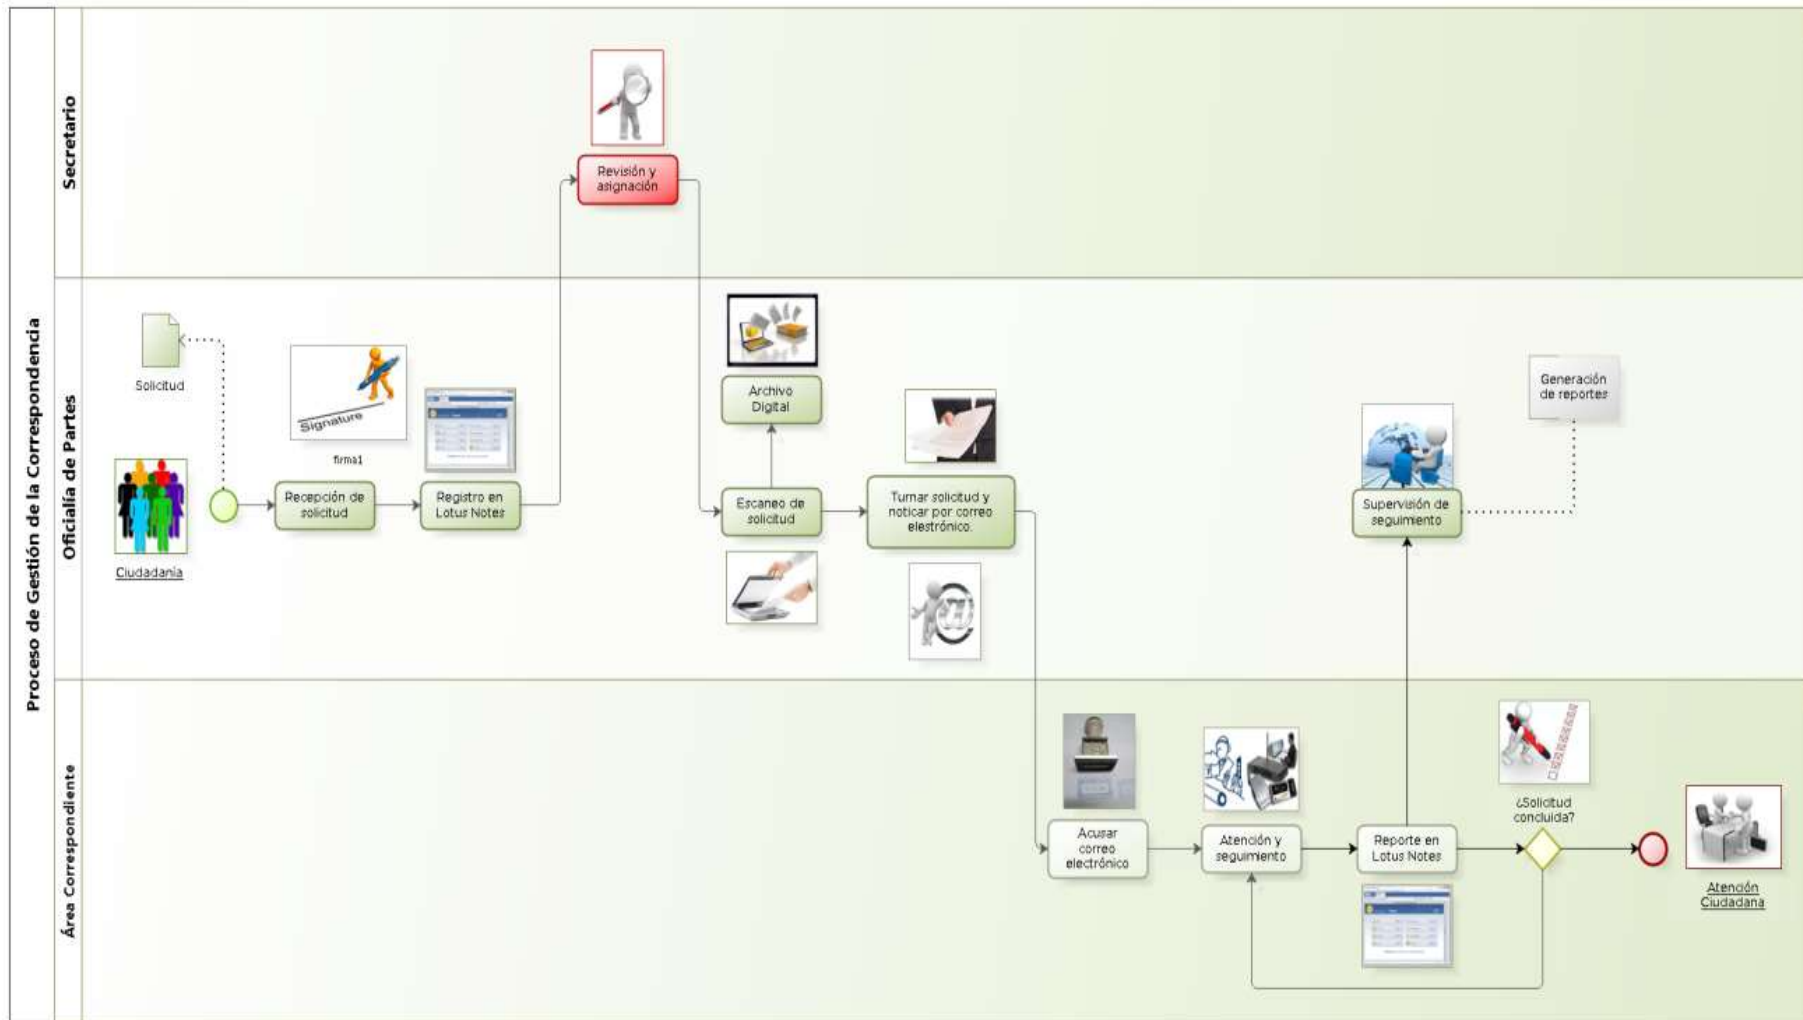 Proceso de Gestión de la Correspondencia
Secretario
Revisión y
asignación
Oficialía de Partes
Solicitud
Signature
firma1
Ciudadanía
Recepción de
solicitud
Registro en
Lotus Notes
Archivo
Digital
Escaneo de
solicitud
Turnar solicitud y
noticar por correo
elestrónico.
Supervisión de
seguimiento
Generación
de reportes
Área Correspondiente
Acusar
correo
electrónico
Atención y
seguimiento
Reporte en
Lotus Notes
¿Solicitud
concluida?
Atención
Ciudadana